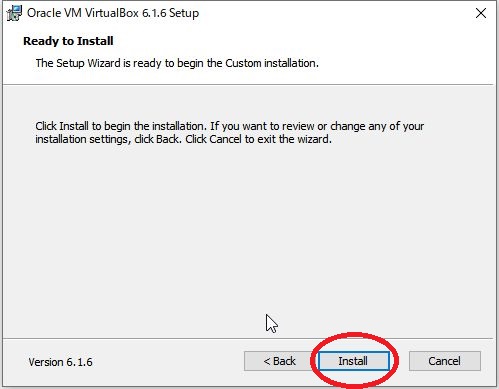 Oracle VM VirtualBox 6.1.6 Setup
Ready to Install
The Setup Wizard is ready to begin the Custom installation.
Click Install to begin the installation. If you want to review or change any of your
installation settings, click Back. Click Cancel to exit the wizard.
Version 6.1.6
< Back
Install
Cancel